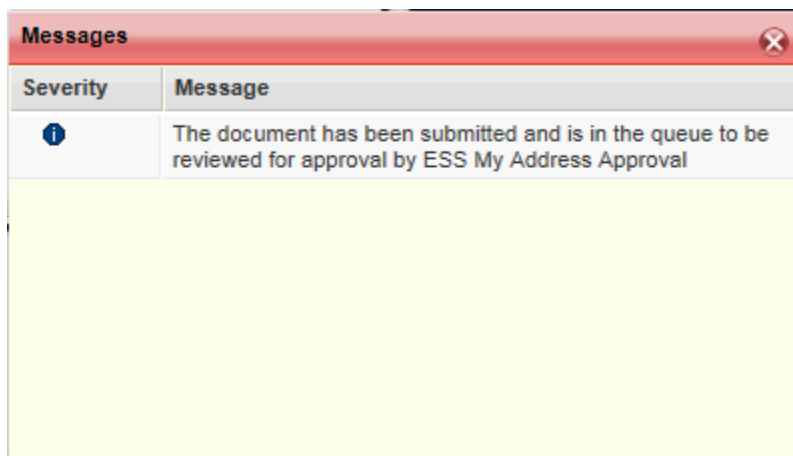 Messages
Severity Message
The document has been submitted and is in the queue to be
reviewed for approval by ESS My Address Approval